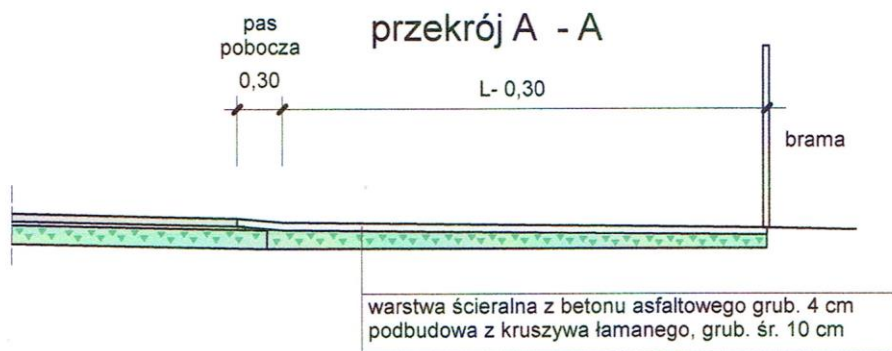 przekrój A - A
pas
pobocza
0,30
L- 0,30
brama
warstwa ścieralna z betonu asfaltowego grub. 4 cm
podbudowa z kruszywa łamanego, grub. śr. 10 cm